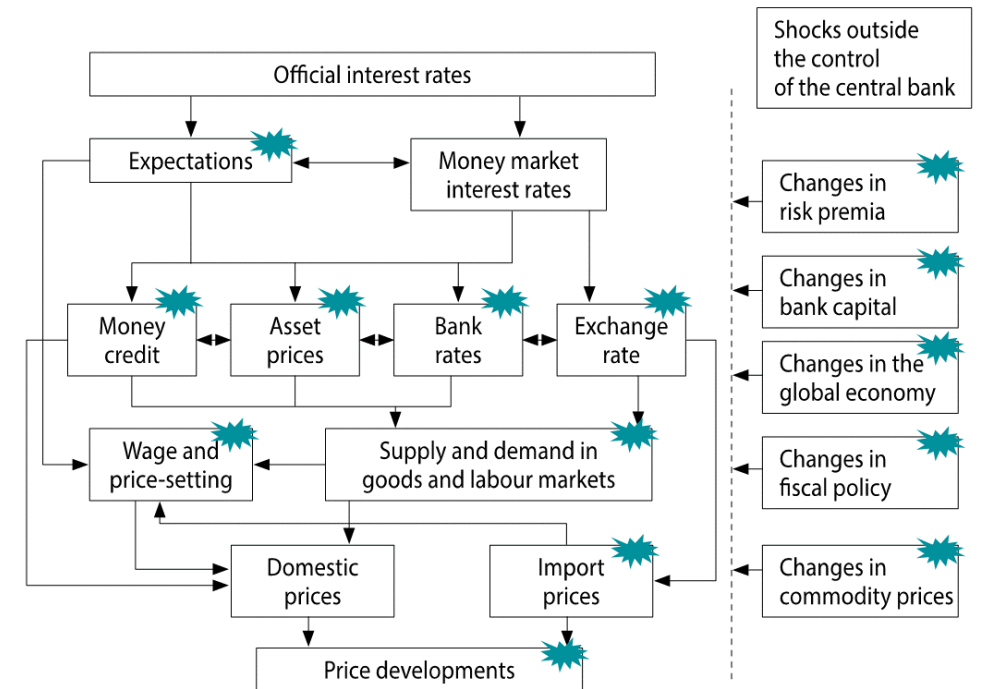 Shocks outside
the control
of the central bank
Official interest rates
Expectations
Money market
interest rates
Changes in
risk premia
Changes in
bank capital
Money
credit
Asset
prices
Bank
rates
Exchange
rate
Changes in the
global economy
Wage and
price-setting
Supply and demand in
goods and labour markets
Changes in
fiscal policy
Domestic
prices
Import
prices
Changes in
commodity prices
Price developments